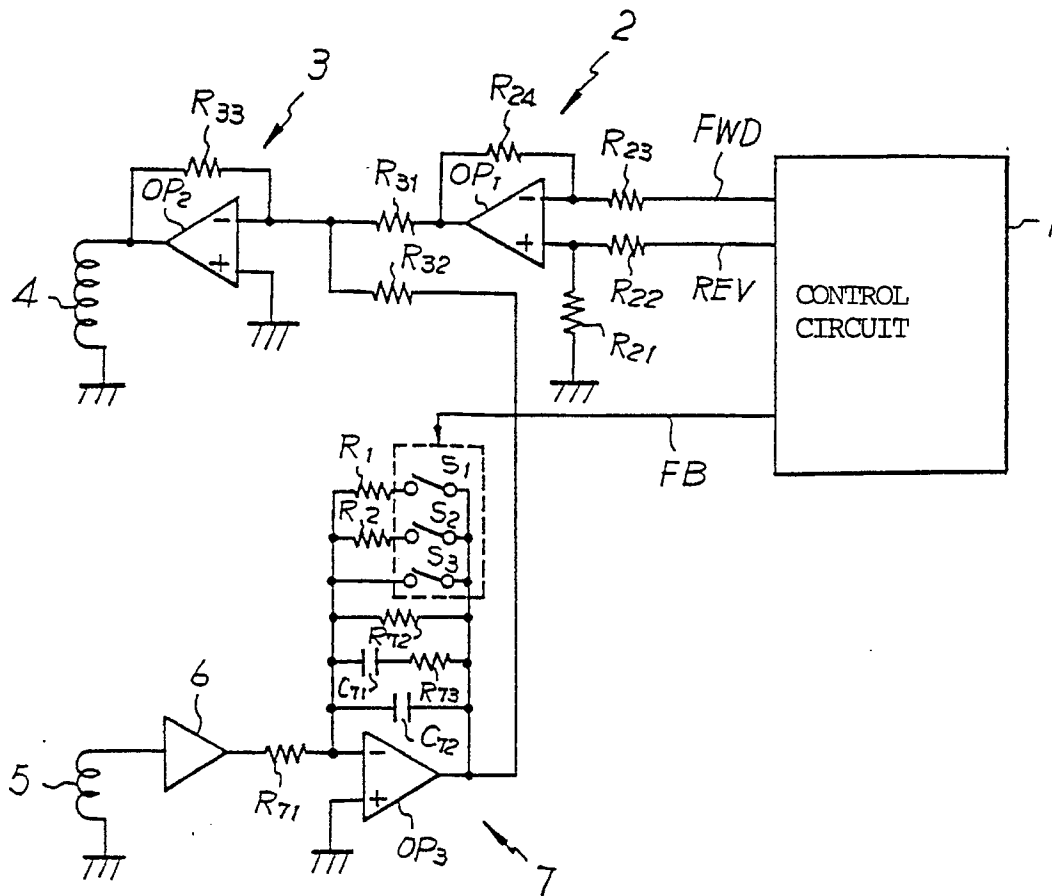 2
3
R24
R33
FWD
R23
OP1
R31
OP2
1
R32
4
R22
REV
CONTROL
CIRCUIT
R21
R1
S1
FB
R2
S2
S3
R72
6
C71
R73
C72
5
R71
OP3
7